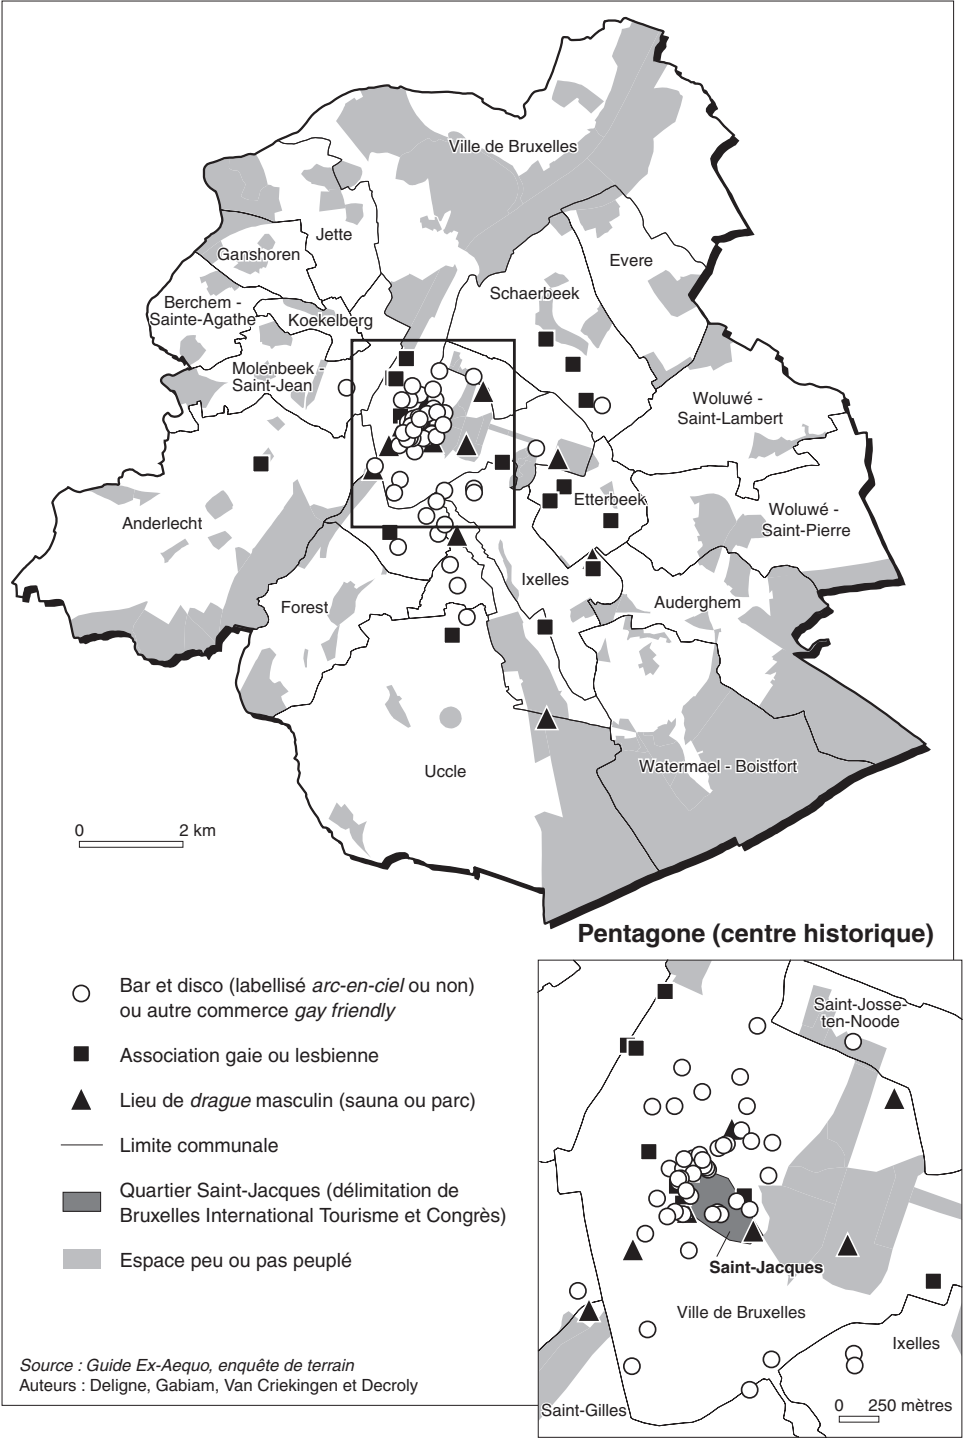 Ville de Bruxelles
Jette
Ganshoren
Evere
Schaerbeek
Berchem -
Sainte-Agathe
Koekelberg
Molenbeek -
Saint-Jean
Woluwé -
Saint-Lambert
Anderlecht
Etterbeek
Woluwé -
Saint-Pierre
Ixelles
Forest
Auderghem
Uccle
Watermael - Boistfort
0 2 km
Pentagone (centre historique)
Bar et disco (labellisé arc-en-ciel ou non)
ou autre commerce gay friendly
Association gaie ou lesbienne
Lieu de drague masculin (sauna ou parc)
Limite communale
Quartier Saint-Jacques (délimitation de
Bruxelles International Tourisme et Congrès)
Espace peu ou pas peuplé
Source : Guide Ex-Aequo, enquête de terrain
Auteurs : Deligne, Gabiam, Van Criekingen et Decroly
Saint-Josse-
ten-Noode
Saint-Jacques
Ville de Bruxelles
Ixelles
Saint-Gilles
0 250 mètres